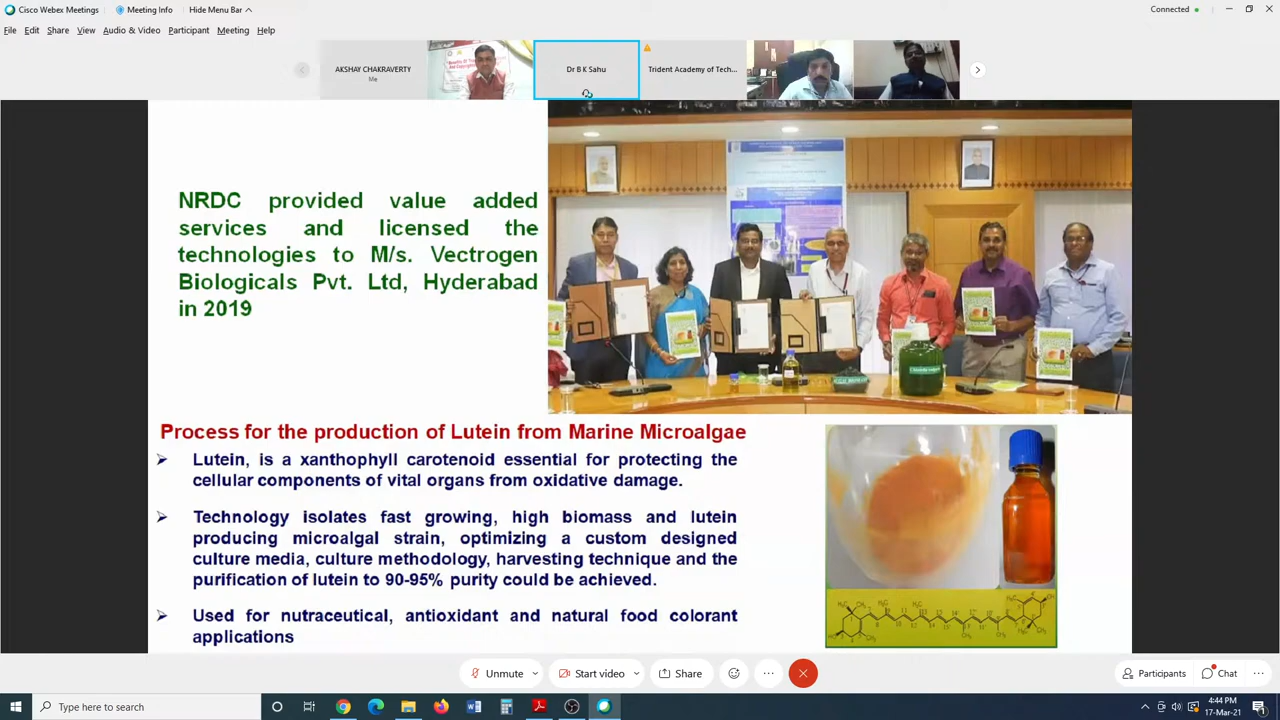 Cisco Webex Meetings
Meeting Info
Hide Menu Bar
Connected
File Edit Share View Audio & Video Participant Meeting Help
AKSHAY CHAKRAVERTY
Me
Dr B K Sahu
Trident Academy of Tech...
NRDC provided value added
services and licensed the
technologies to M/s. Vectrogen
Biologicals Pvt. Ltd, Hyderabad
in 2019
Process for the production of Lutein from Marine Microalgae
➢ Lutein, is a xanthophyll carotenoid essential for protecting the
cellular components of vital organs from oxidative damage.
➢ Technology isolates fast growing, high biomass and lutein
producing microalgal strain, optimizing a custom designed
culture media, culture methodology, harvesting technique and the
purification of lutein to 90-95% purity could be achieved.
➢ Used for nutraceutical, antioxidant and natural food colorant
applications
Unmute
Start video
Share
Participants
Chat
Type here to search
4:44 PM
17-Mar-21